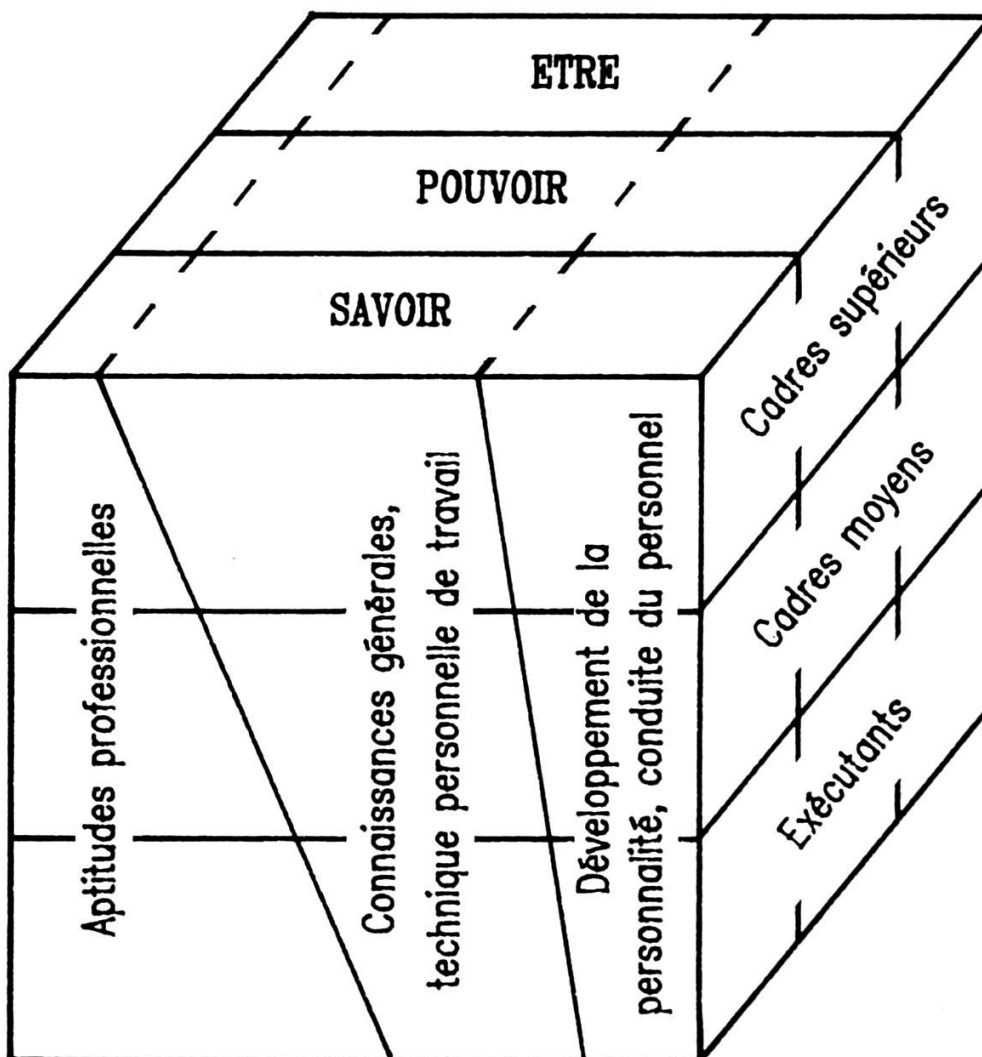 ETRE
POUVOIR
SAVOIR
Aptitudes professionnelles
Connaissances générales,
technique personnelle de travail
Développement de la
personnalité, conduite du personnel
Cadres supérieurs
Cadres moyens
Exécutants